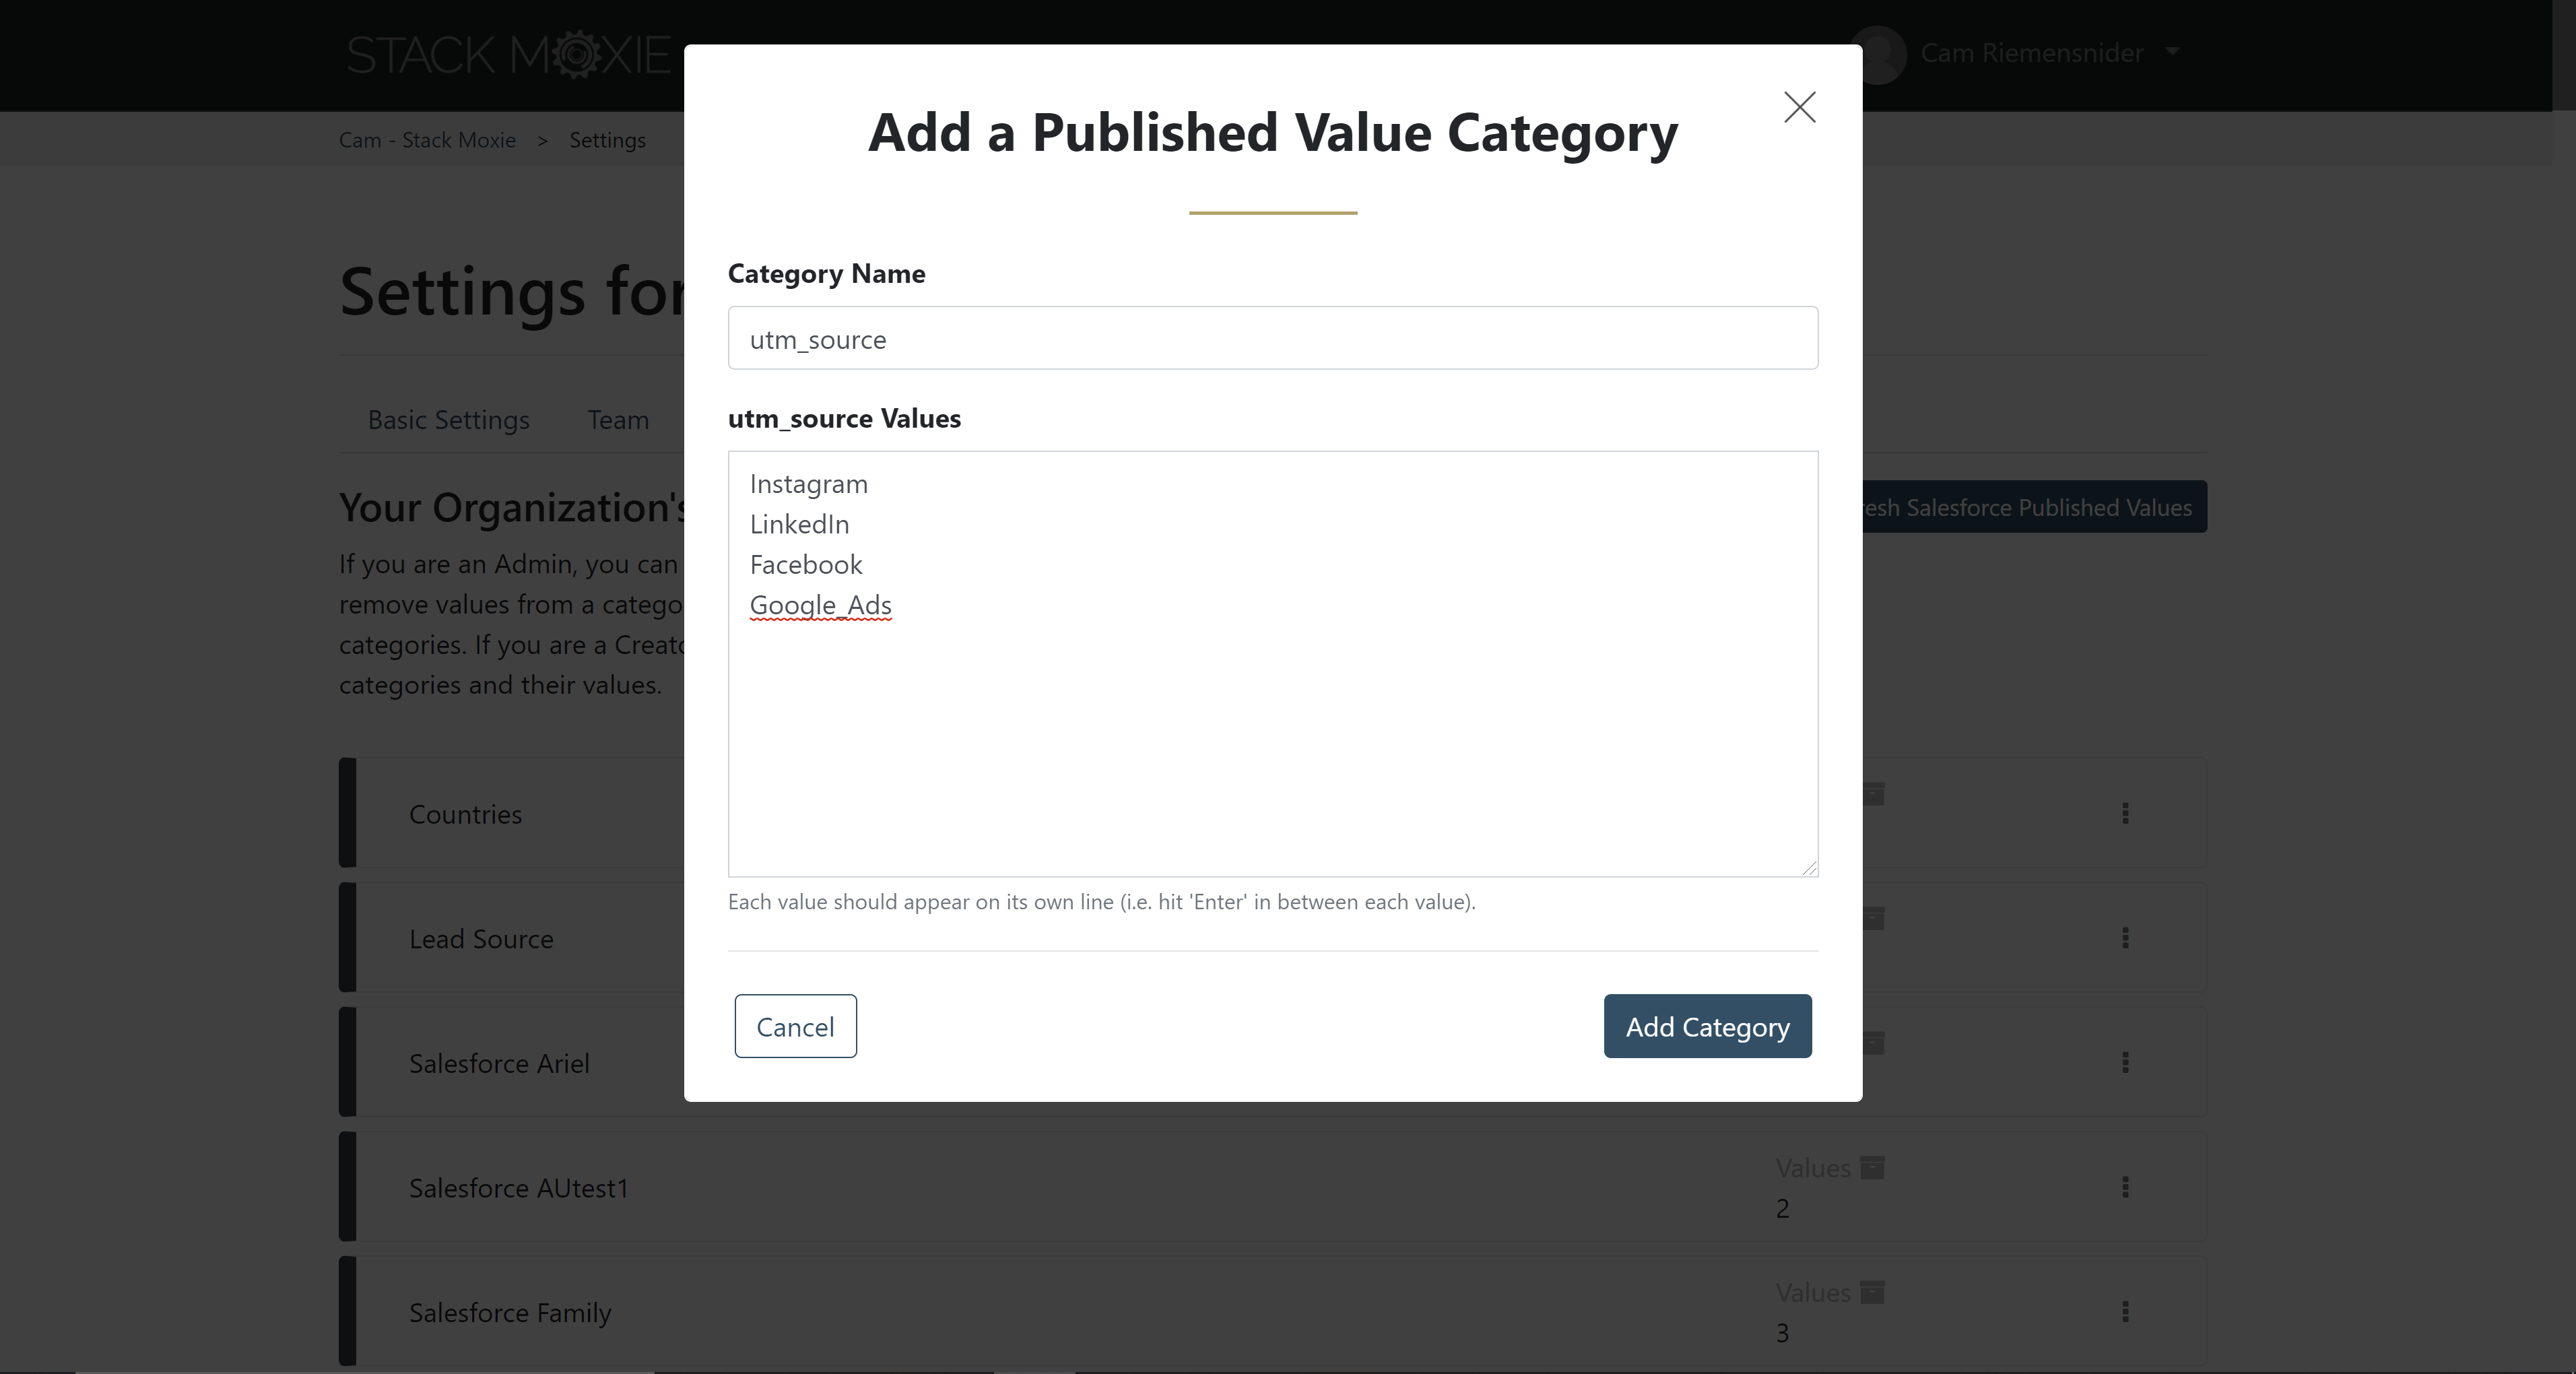 STACK MOXIE
Cam Riemensnider
Cam - Stack Moxie > Settings
Settings for
Basic Settings Team
Your Organization's
If you are an Admin, you can
remove values from a catego
categories. If you are a Creato
categories and their values.
resh Salesforce Published Values
Add a Published Value Category
Category Name
utm_source
utm_source Values
Instagram
LinkedIn
Facebook
Google_Ads
Each value should appear on its own line (i.e. hit 'Enter' in between each value).
Cancel
Add Category
Countries
Lead Source
Salesforce Ariel
Salesforce AUtest1
Values
2
Salesforce Family
Values
3